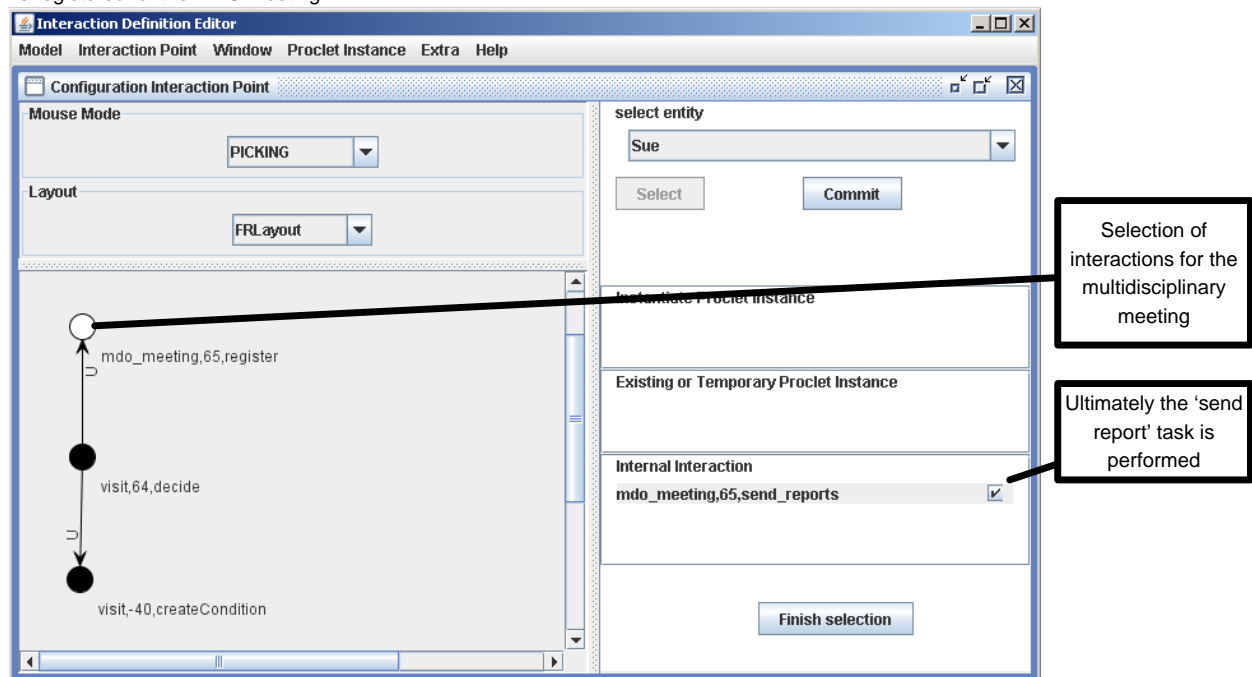 Interaction Definition Editor
Model Interaction Point Window Proclet Instance Extra Help
Configuration Interaction Point
Mouse Mode
PICKING
Layout
FRLayout
mdo_meeting,65,register
U
visit,64,decide
U
visit,-40,createCondition
select entity
Sue
Select
Commit
Instantiate Proclet Instance
Existing or Temporary Proclet Instance
Internal Interaction
mdo_meeting,65,send_reports
Finish selection
Selection of
interactions for the
multidisciplinary
meeting
Ultimately the ‘send
report’ task is
performed